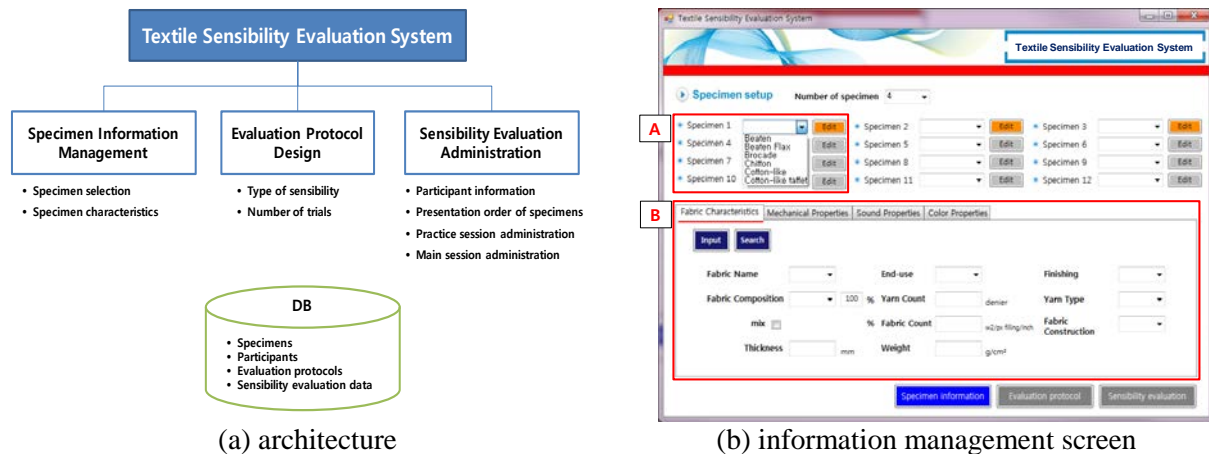 Textile Sensibility Evaluation System
Specimen Information
Management
• Specimen selection
• Specimen characteristics
Evaluation Protocol
Design
• Type of sensibility
• Number of trials
Sensibility Evaluation
Administration
• Participant information
• Presentation order of specimens
• Practice session administration
• Main session administration
DB
• Specimens
• Participants
• Evaluation protocols
• Sensibility evaluation data
(a) architecture
Textile Sensibility Evaluation System
Textile Sensibility Evaluation System
Specimen setup Number of specimen 4
A
Specimen 1 Edit Specimen 2 Edit Specimen 3 Edit
Beaten
Beaten Flax
Brocade
Chiffon
Cotton-like
Cotton-like taffet
Specimen 4 Edit Specimen 5 Edit Specimen 6 Edit
Specimen 7 Edit Specimen 8 Edit Specimen 9 Edit
Specimen 10 Edit Specimen 11 Edit Specimen 12 Edit
B
Fabric Characteristics Mechanical Properties Sound Properties Color Properties
Input Search
Fabric Name End-use Finishing
Fabric Composition 100 % Yarn Count denier Yarn Type
mix % Fabric Count Fabric Construction
Thickness mm Weight g/cm²
Specimen information Evaluation protocol Sensibility evaluation
(b) information management screen